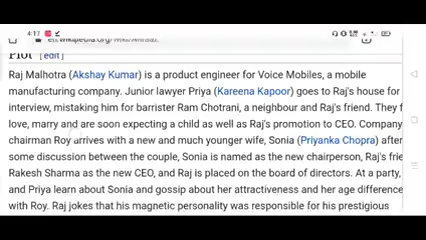 4:17
en.wikipedia.org/wiki/Aitraaz
Plot [edit]
Raj Malhotra (Akshay Kumar) is a product engineer for Voice Mobiles, a mobile
manufacturing company. Junior lawyer Priya (Kareena Kapoor) goes to Raj's house for
interview, mistaking him for barrister Ram Chotrani, a neighbour and Raj's friend. They f
love, marry and are soon expecting a child as well as Raj's promotion to CEO. Company
chairman Roy arrives with a new and much younger wife, Sonia (Priyanka Chopra) after
some discussion between the couple, Sonia is named as the new chairperson, Raj's frie
Rakesh Sharma as the new CEO, and Raj is placed on the board of directors. At a party,
and Priya learn about Sonia and gossip about her attractiveness and her age difference
with Roy. Raj jokes that his magnetic personality was responsible for his prestigious